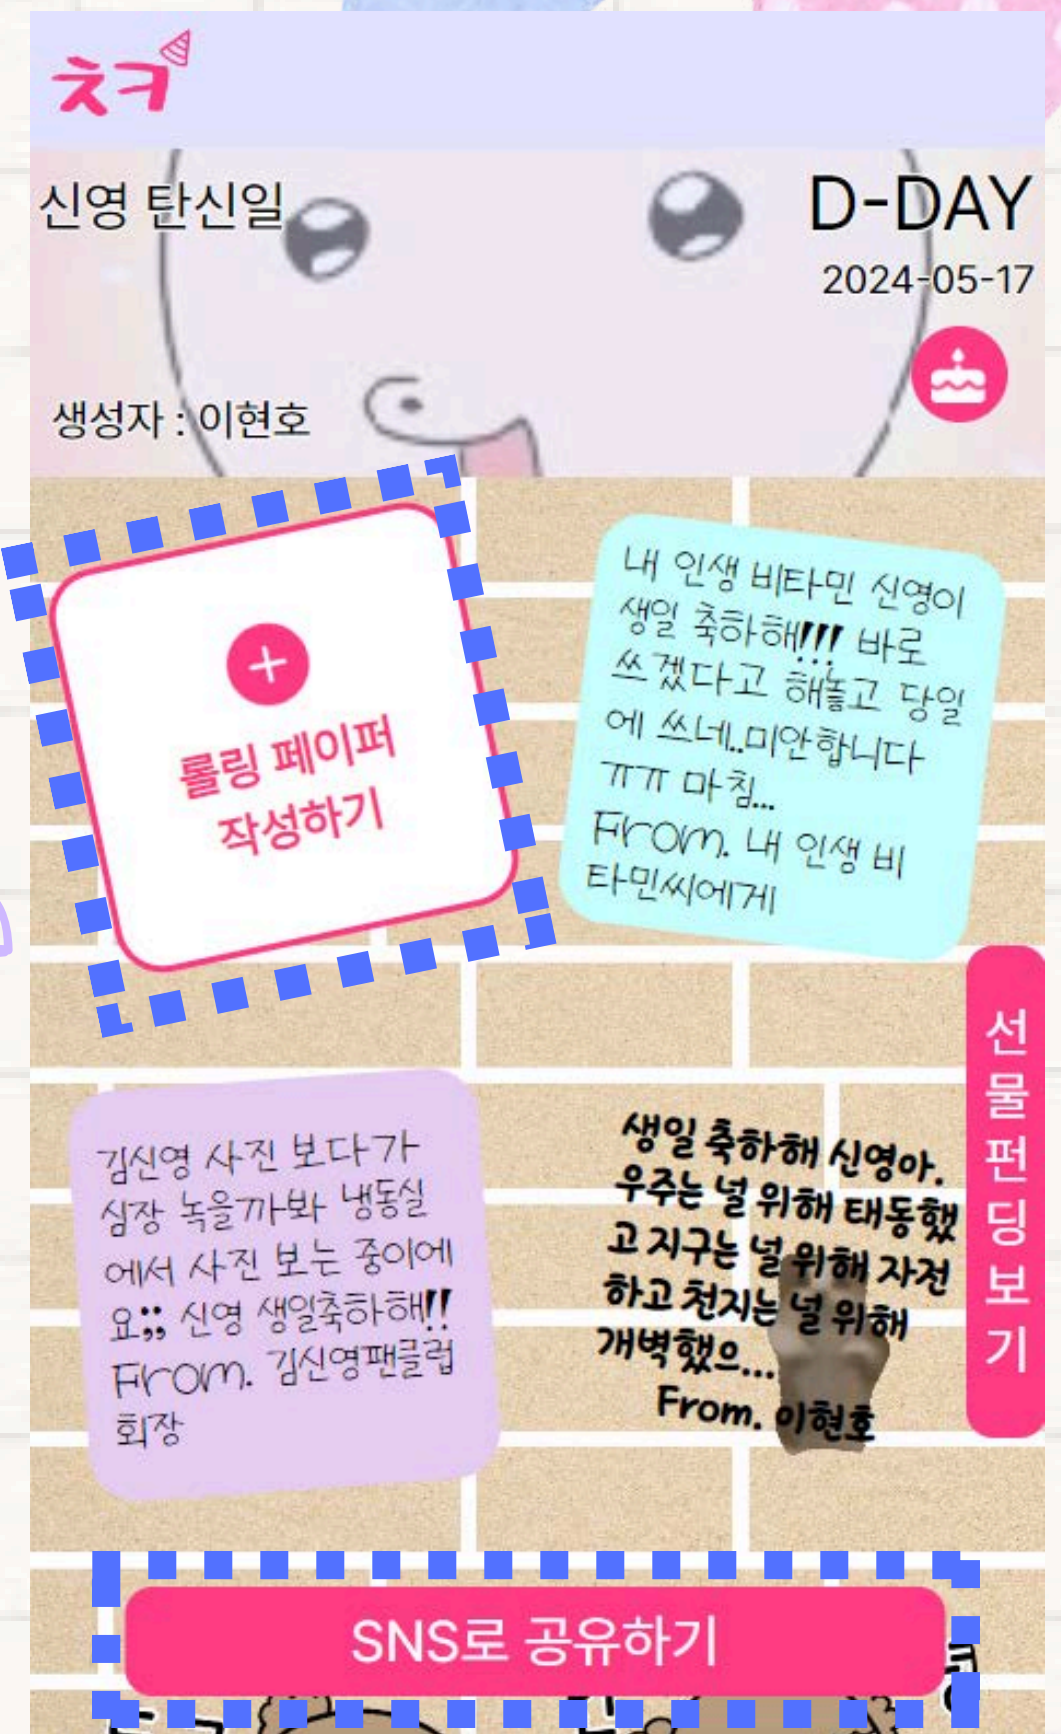 츠키
신영 탄신일
D-DAY
2024-05-17
생성자 : 이현호
롤링 페이퍼
작성하기
내 인생 비타민 신영이
생일 축하해!!! 바로
쓰겠다고 해놓고 당일
에 쓰네..미안합니다
ㅠㅠ 마침...
From. 내 인생 비
타민씨에게
김신영 사진 보다가
심장 녹을까봐 냉동실
에서 사진 보는 중이에
요;; 신영 생일축하해!!
From. 김신영팬클럽
회장
생일 축하해 신영아.
우주는 널 위해 태동했
고 지구는 널 위해 자전
하고 천지는 널 위해
개벽했으...
From. 이현호
선물펀딩보기
SNS로 공유하기